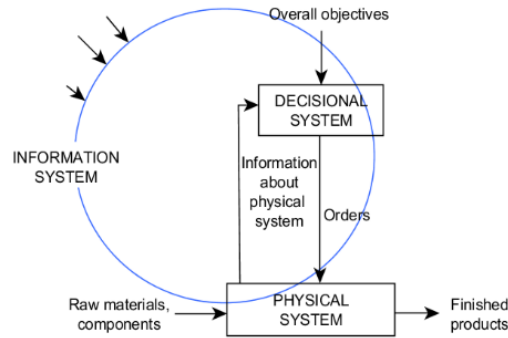 Overall objectives
DECISIONAL
SYSTEM
INFORMATION
SYSTEM
Information
about
physical
system
Orders
Raw materials,
components
PHYSICAL
SYSTEM
Finished
products